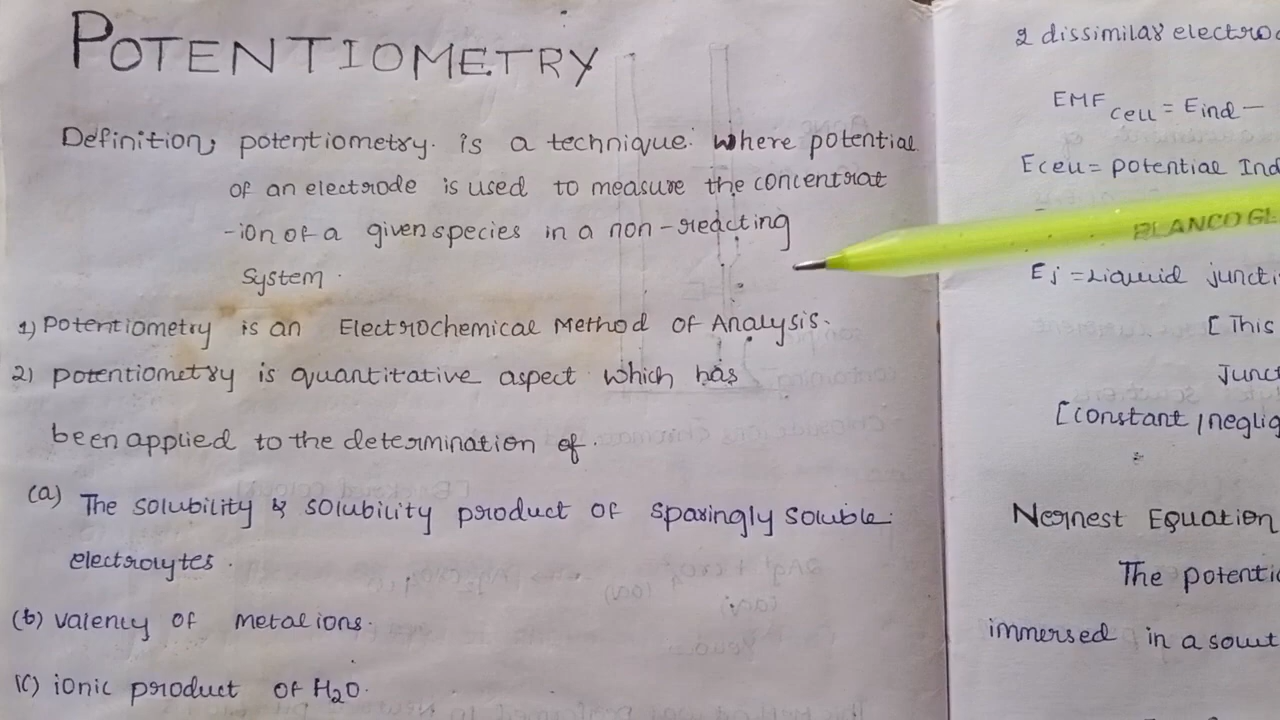 POTENTIOMETRY
Definition, potentiometry. is a technique where potential
of an electrode is used to measure the concentrat
-ion of a given species in a non-reacting
System.
1) Potentiometry is an Electrochemical Method of Analysis.
2) potentiometry is quantitative aspect which has
been applied to the determination of.
(a) The solubility & solubility product of sparingly soluble
electrolytes.
(b) valency of metal ions.
(c) ionic product of H2O.
2 dissimilar electro
EMF cell = Eind —
Ecell = potential Ind
BLANCO GL
Ej = Liquid juncti
[This
Junct
[constant / neglig
Nernest Equation
The potenti
immersed in a solut